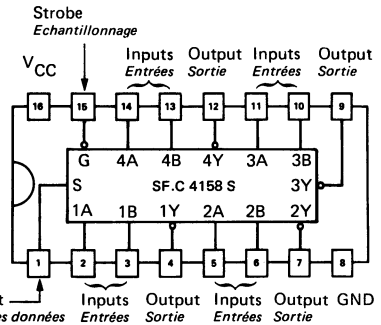 Strobe
Echantillonnage
VCC
Inputs Output Inputs Output
Entrées Sortie Entrées Sortie
16 15 14 13 12 11 10 9
G 4A 4B 4Y 3A 3B
S SF.C 4158 S 3Y
1A 1B 1Y 2A 2B 2Y
1 2 3 4 5 6 7 8
Inputs Output Inputs Output GND
données Entrées Sortie Entrées Sortie